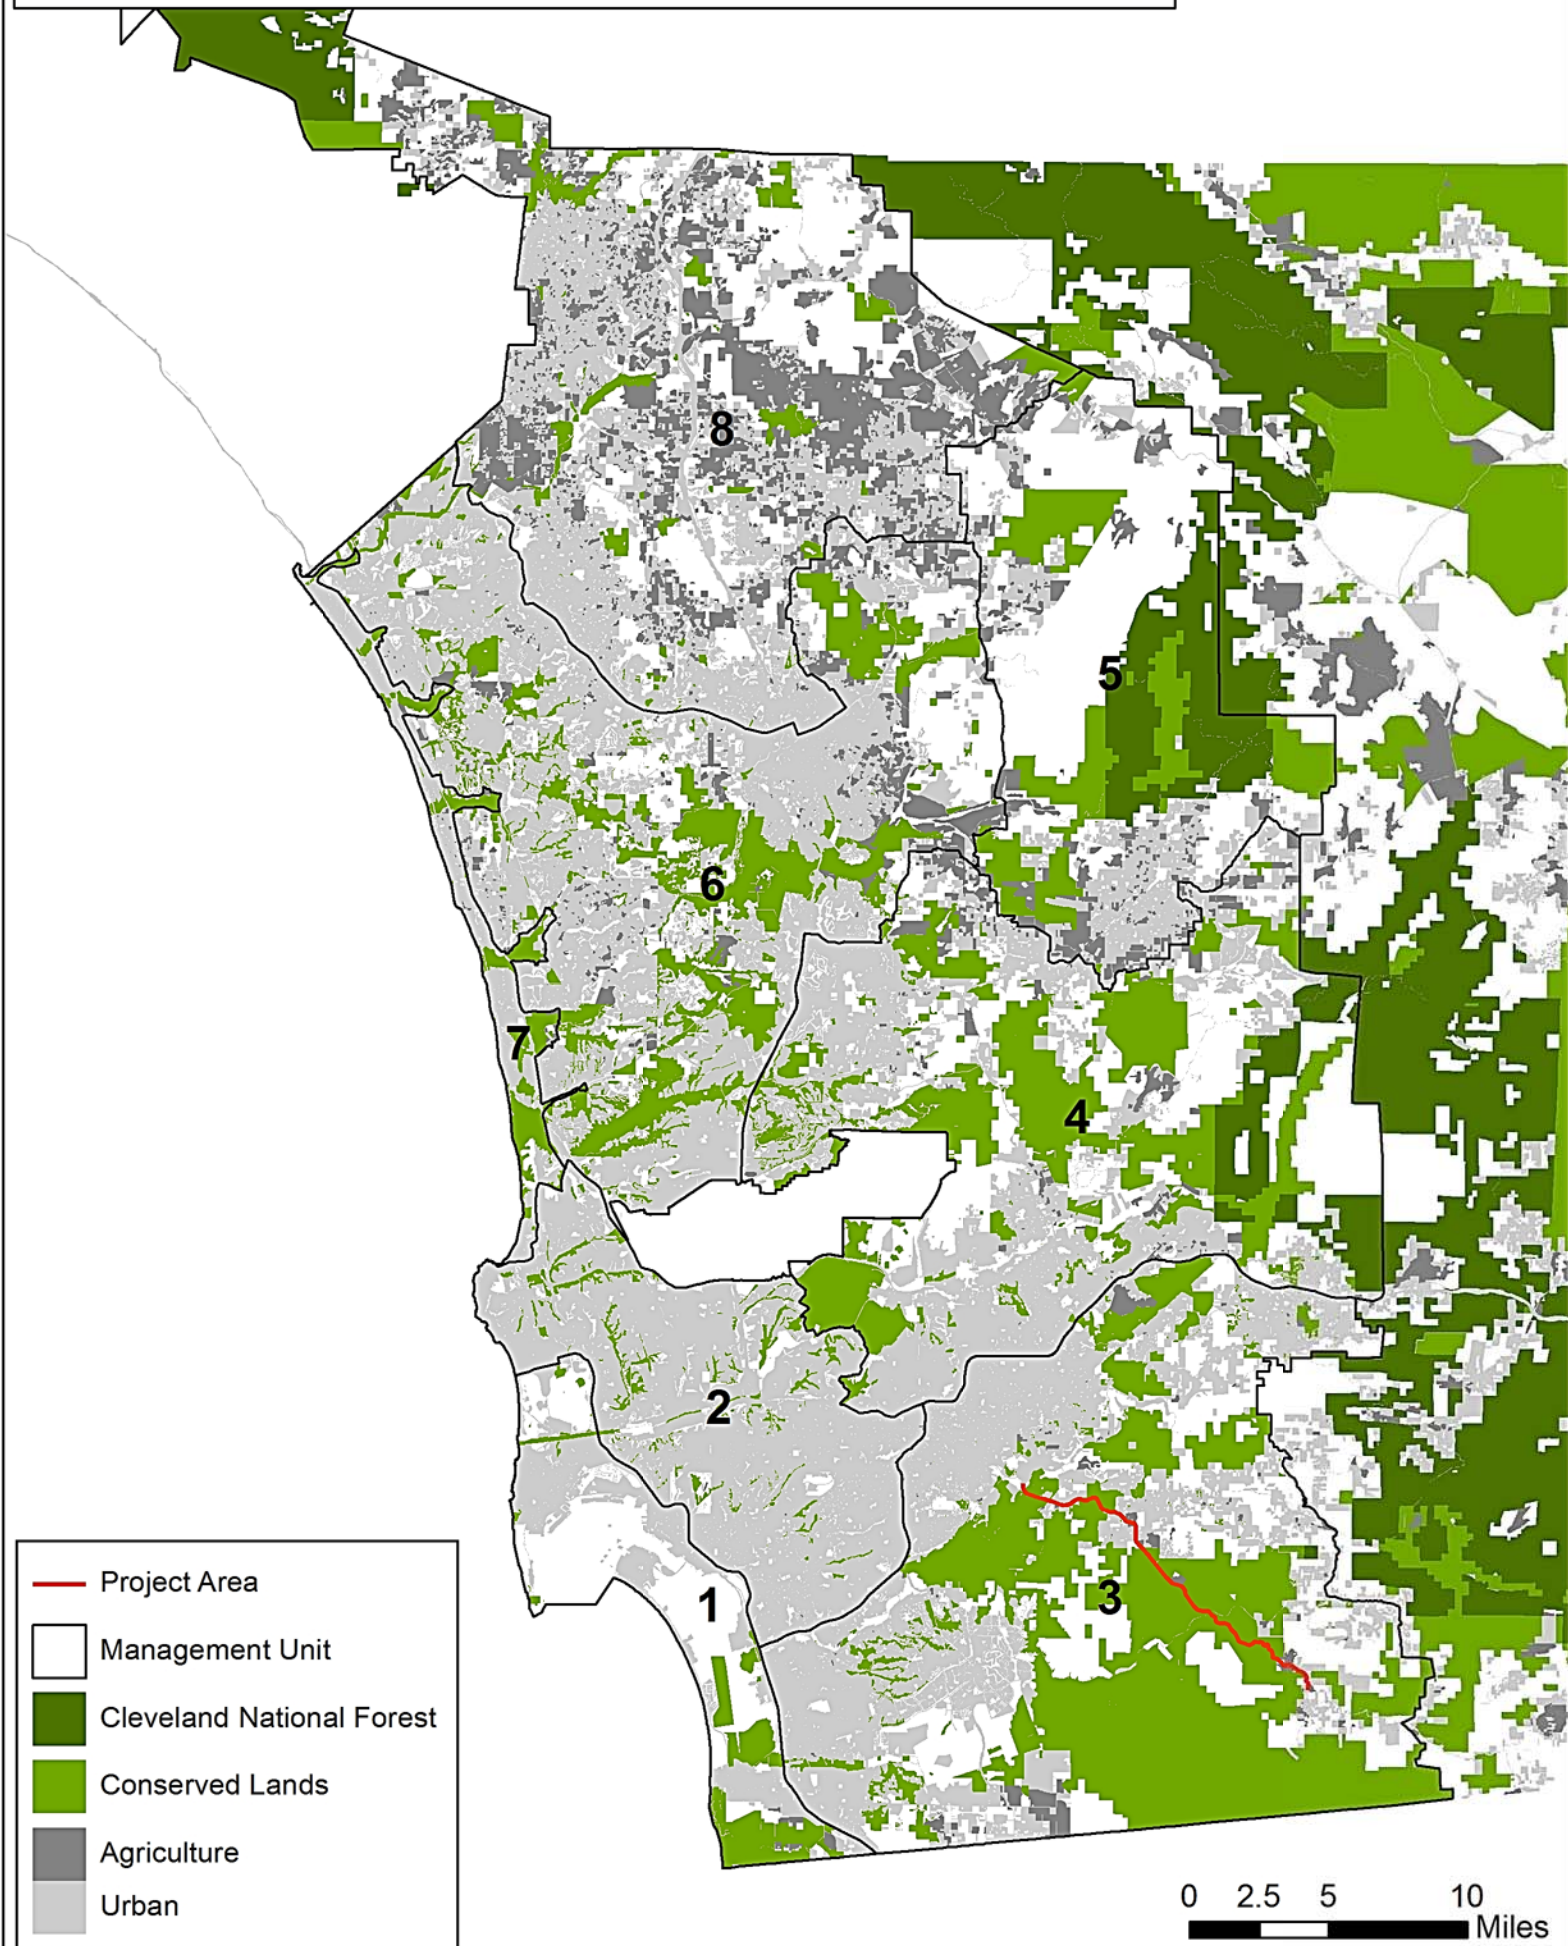 8
5
6
7
4
2
3
1
Project Area
Management Unit
Cleveland National Forest
Conserved Lands
Agriculture
Urban
0 2.5 5 10
Miles